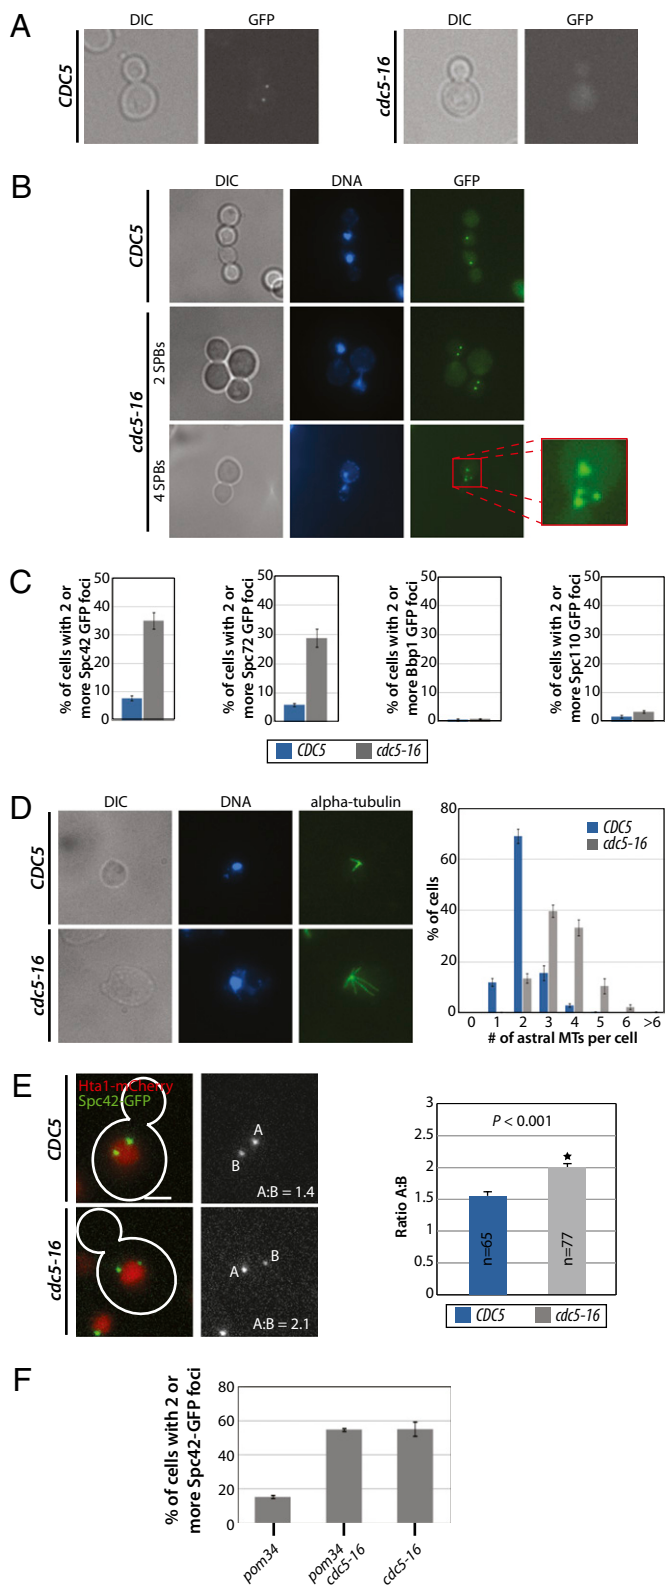 A
DIC GFP DIC GFP
CDC5
cdc5-16
B
DIC DNA GFP
CDC5
cdc5-16
2 SPBs
4 SPBs
C
% of cells with 2 or
more Spc42 GFP foci
50
40
30
20
10
0
% of cells with 2 or
more Spc72 GFP foci
50
40
30
20
10
0
% of cells with 2 or
more Bbp1 GFP foci
50
40
30
20
10
0
% of cells with 2 or
more Spc110 GFP foci
50
40
30
20
10
0
CDC5 cdc5-16
D
DIC DNA alpha-tubulin
CDC5
cdc5-16
% of cells
80
60
40
20
0
CDC5
cdc5-16
0 1 2 3 4 5 6 >6
# of astral MTs per cell
E
CDC5
Hta1-mCherry
Spc42-GFP
A
B
A:B = 1.4
cdc5-16
A
B
A:B = 2.1
Ratio A:B
3
2.5
2
1.5
1
0.5
0
P < 0.001
n=65
n=77
CDC5 cdc5-16
F
% of cells with 2 or
more Spc42-GFP foci
80
60
40
20
0
pom34
pom34
cdc5-16
cdc5-16